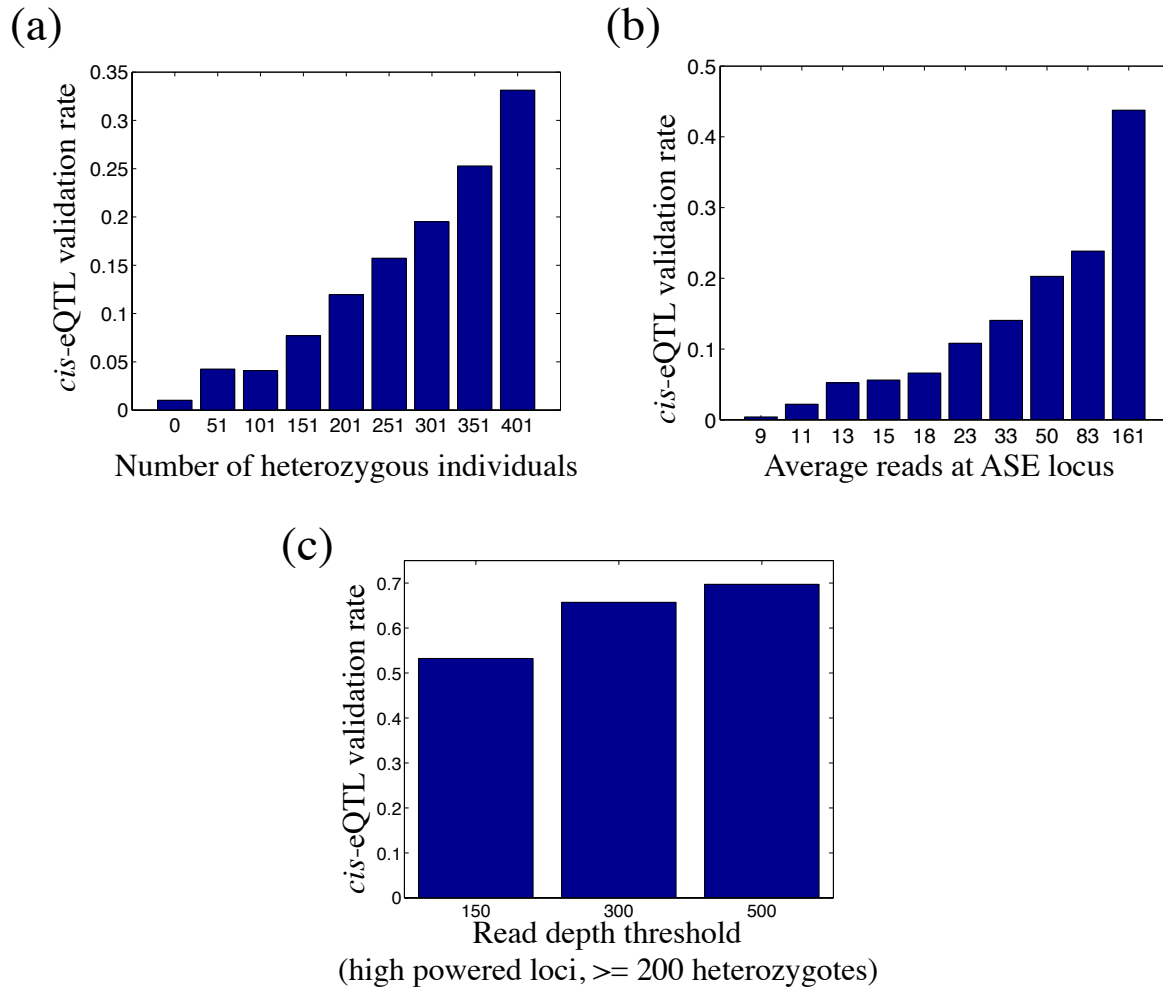 (a)
cis-eQTL validation rate
0.35
0.3
0.25
0.2
0.15
0.1
0.05
0
0 51 101 151 201 251 301 351 401
Number of heterozygous individuals
(b)
cis-eQTL validation rate
0.5
0.4
0.3
0.2
0.1
0
9 11 13 15 18 23 33 50 83 161
Average reads at ASE locus
(c)
cis-eQTL validation rate
0.7
0.6
0.5
0.4
0.3
0.2
0.1
0
150 300 500
Read depth threshold
(high powered loci, >= 200 heterozygotes)